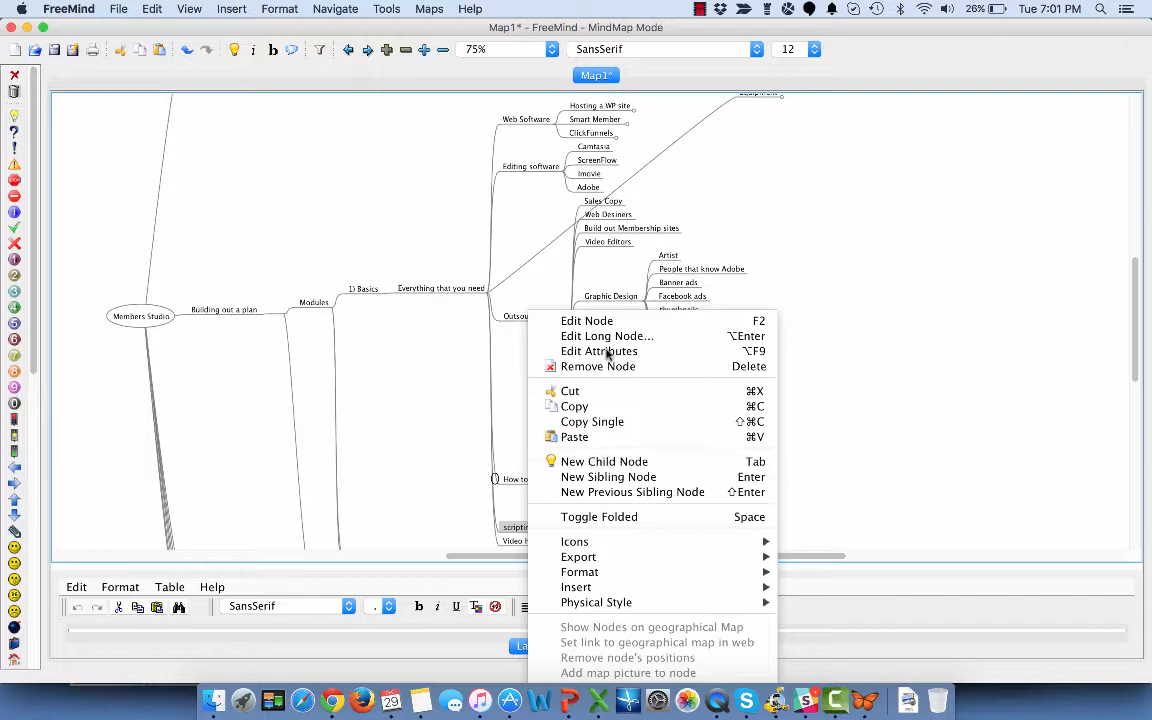 FreeMind File Edit View Insert Format Navigate Tools Maps Help 26% Tue 7:01 PM
Map1* - FreeMind - MindMap Mode
75% SansSerif 12
Map1*
Hosting a WP site
Web Software
Smart Member
ClickFunnels
Camtasia
Editing software
ScreenFlow
Imovie
Adobe
Sales Copy
Web Desiners
Build out Membership sites
Video Editors
Artist
People that know Adobe
Banner ads
Graphic Design
Facebook ads
Members Studio
Building out a plan
Modules
1) Basics
Everything that you need
Outsou
How to
scriptin
Video H
Edit Node F2
Edit Long Node... ⌥Enter
Edit Attributes ⌥F9
Remove Node Delete
Cut ⌘X
Copy ⌘C
Copy Single ⇧⌘C
Paste ⌘V
New Child Node Tab
New Sibling Node Enter
New Previous Sibling Node ⇧Enter
Toggle Folded Space
Icons
Export
Format
Insert
Physical Style
Show Nodes on geographical Map
Set link to geographical map in web
Remove node's positions
Add map picture to node
Edit Format Table Help
SansSerif . b i U
La
29